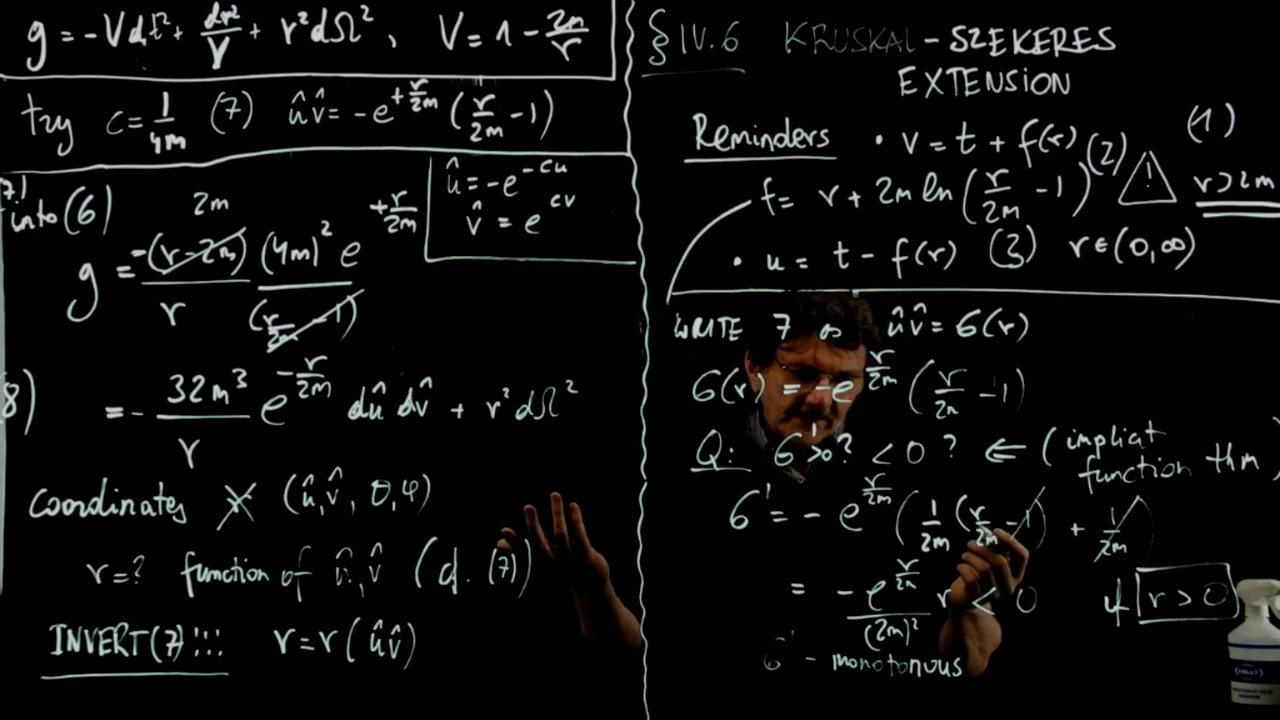 g = -Vdt² + dr²/V + r²dΩ², V = 1 - 2m/r
try c = 1/4m (7) ûv̂ = -e^{+r/2m} (r/2m - 1)
(7) into (6)
û = -e^{-cu}
v̂ = e^{cv}
2m
g = -(r-2m)/r (4m)² e^{+r/2m}/(r/2m - 1)
(8) = - 32m³/r e^{-r/2m} dû dv̂ + r²dΩ²
Coordinates X (û, v̂, θ, φ)
r = ? function of û, v̂ (cf. (7))
INVERT (7)!!! r = r(ûv̂)
§ IV.6 KRUSKAL - SZEKERES
EXTENSION
Reminders • v = t + f(r) (1)
f = r + 2m ln (r/2m - 1) (2) ! r > 2m
• u = t - f(r) (3) r ∈ (0, ∞)
WRITE 7 as ûv̂ = G(r)
G(r) = -e^{r/2m} (r/2m - 1)
Q: G' > 0 ? < 0 ? ⇐ (implicit
function thm)
G' = - e^{r/2m} (1/2m (r/2m - 1) + 1/2m)
= - e^{r/2m}/(2m)² r < 0 if r > 0
G - monotonous